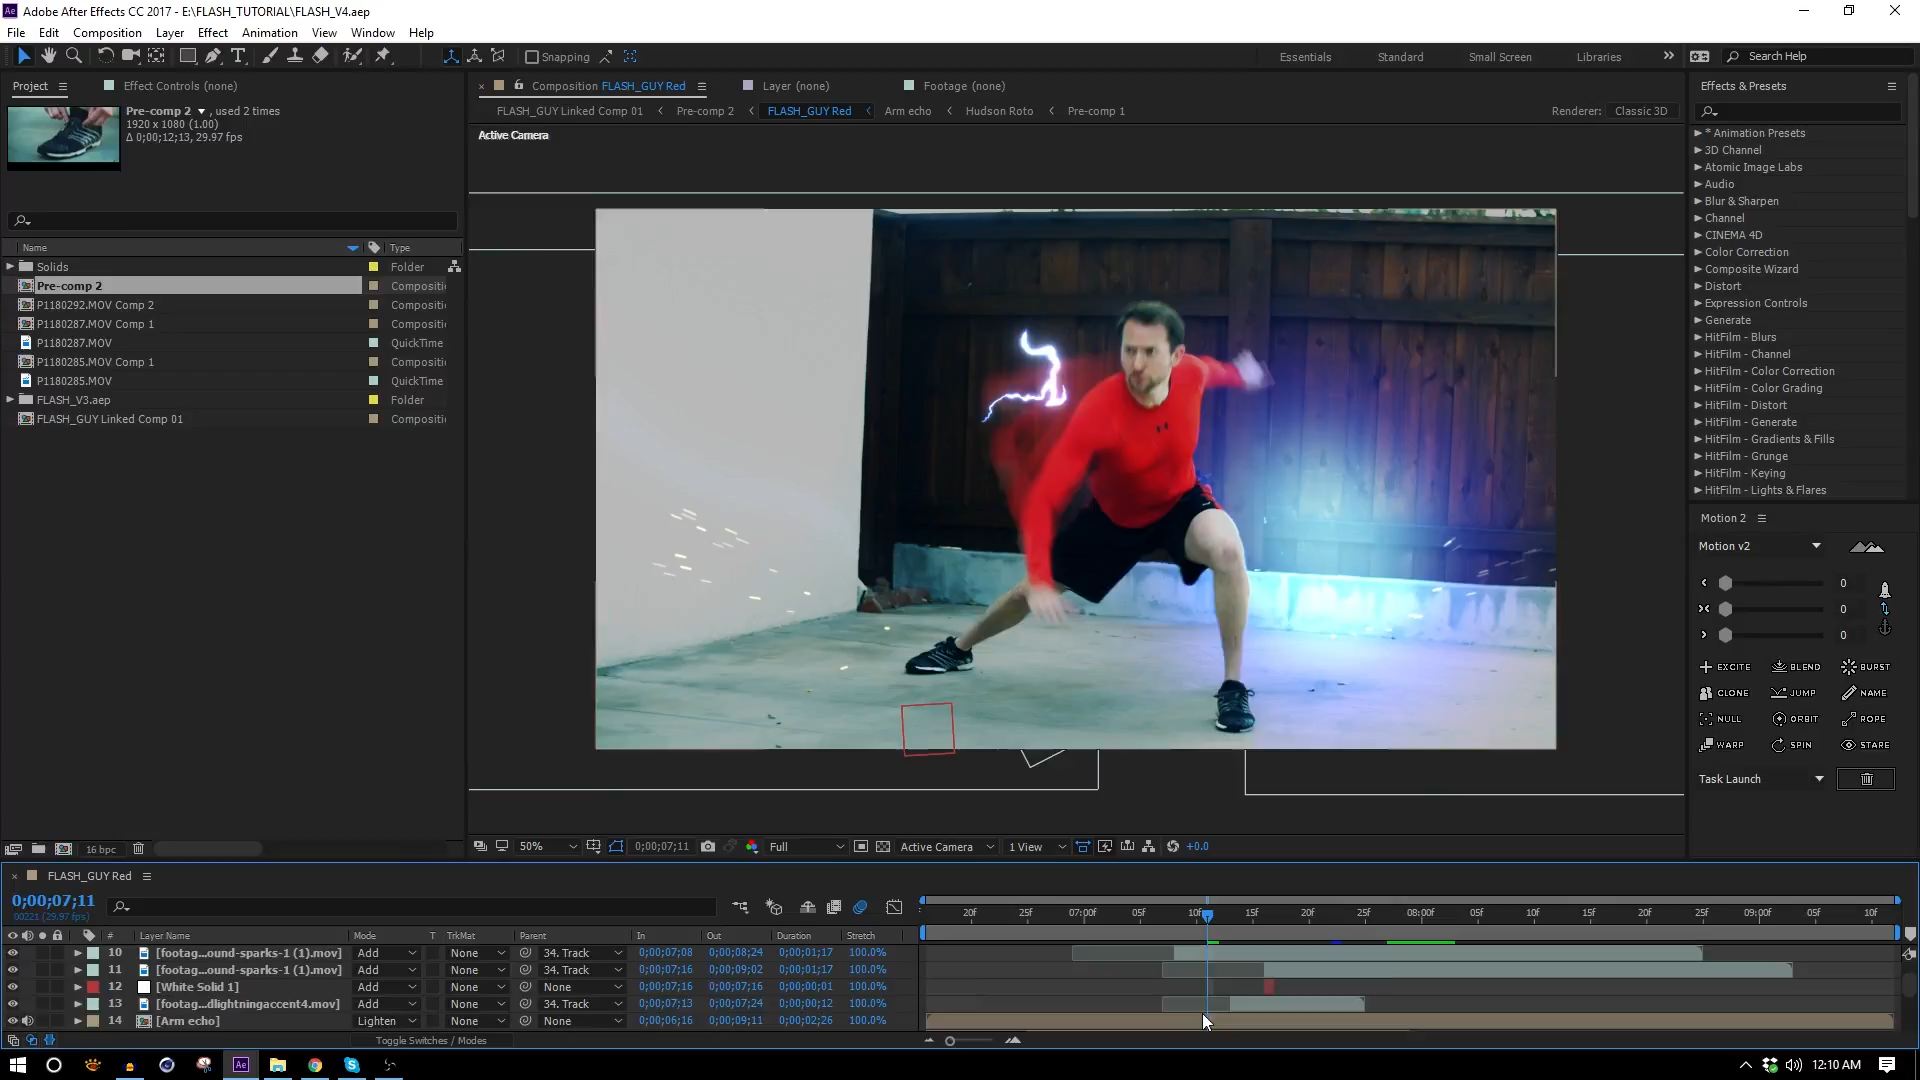 Ae Adobe After Effects CC 2017 - E:\FLASH_TUTORIAL\FLASH_V4.aep
File Edit Composition Layer Effect Animation View Window Help
Snapping Essentials Standard Small Screen Libraries » Search Help
Project Effect Controls (none)
Pre-comp 2 , used 2 times
1920 x 1080 (1.00)
Δ 0;00;12;13, 29.97 fps
Name Type
Solids Folder
Pre-comp 2 Compositi
P1180292.MOV Comp 2 Compositi
P1180287.MOV Comp 1 Compositi
P1180287.MOV QuickTime
P1180285.MOV Comp 1 Compositi
P1180285.MOV QuickTime
FLASH_V3.aep Folder
FLASH_GUY Linked Comp 01 Compositi
16 bpc
Composition FLASH_GUY Red Layer (none) Footage (none)
FLASH_GUY Linked Comp 01 Pre-comp 2 FLASH_GUY Red Arm echo Hudson Roto Pre-comp 1 Renderer: Classic 3D
Active Camera
50% 0;00;07;11 Full Active Camera 1 View +0.0
Effects & Presets
* Animation Presets
3D Channel
Atomic Image Labs
Audio
Blur & Sharpen
Channel
CINEMA 4D
Color Correction
Composite Wizard
Distort
Expression Controls
Generate
HitFilm - Blurs
HitFilm - Channel
HitFilm - Color Correction
HitFilm - Color Grading
HitFilm - Distort
HitFilm - Generate
HitFilm - Gradients & Fills
HitFilm - Grunge
HitFilm - Keying
HitFilm - Lights & Flares
Motion 2
Motion v2
0
0
0
EXCITE BLEND BURST
CLONE JUMP NAME
NULL ORBIT ROPE
WARP SPIN STARE
Task Launch
FLASH_GUY Red
0;00;07;11
00221 (29.97 fps)
20f 25f 07:00f 05f 10f 15f 20f 25f 08:00f 05f 10f 15f 20f 25f 09:00f 05f 10f
# Layer Name Mode T TrkMat Parent In Out Duration Stretch
10 [footag...ound-sparks-1 (1).mov] Add None 34. Track 0;00;07;08 0;00;08;24 0;00;01;17 100.0%
11 [footag...ound-sparks-1 (1).mov] Add None 34. Track 0;00;07;16 0;00;09;02 0;00;01;17 100.0%
12 [White Solid 1] Add None None 0;00;07;16 0;00;07;16 0;00;00;01 100.0%
13 [footag...dlightningaccent4.mov] Add None 34. Track 0;00;07;13 0;00;07;24 0;00;00;12 100.0%
14 [Arm echo] Lighten None None 0;00;06;16 0;00;09;11 0;00;02;26 100.0%
Toggle Switches / Modes
Ae 12:10 AM